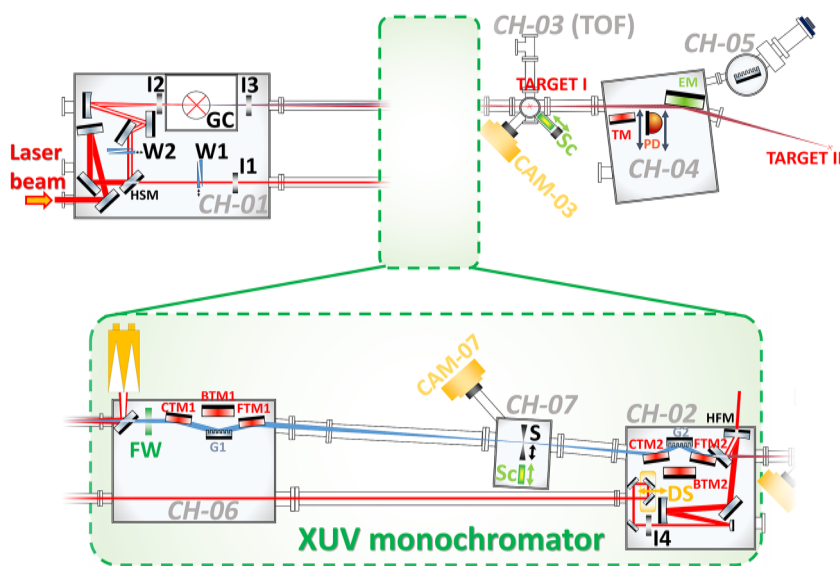 CH-03 (TOF)
CH-05
I2
I3
GC
TARGET I
EM
TM
PD
Sc
W2
W1
I1
Laser
beam
HSM
CH-01
CAM-03
CH-04
TARGET II
CAM-07
CH-07
CH-02
HFM
CTM1
BTM1
FTM1
G1
FW
S
Sc
CTM2
G2
FTM2
BTM2
DS
I4
CH-06
XUV monochromator